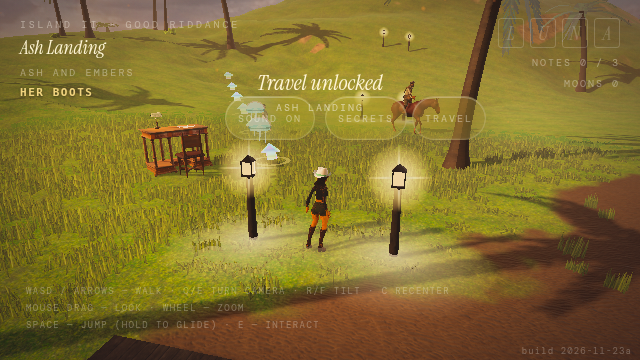 ISLAND II — GOOD RIDDANCE
Ash Landing
ASH AND EMBERS
HER BOOTS
LUNA
NOTES 0 / 3
MOONS 0
Travel unlocked
ASH LANDING
SOUND ON
SECRETS
TRAVEL
WASD / ARROWS — WALK · Q/E TURN CAMERA · R/F TILT · C RECENTER
MOUSE DRAG — LOOK · WHEEL — ZOOM
SPACE — JUMP (HOLD TO GLIDE) · E — INTERACT
build 2026-11-23a